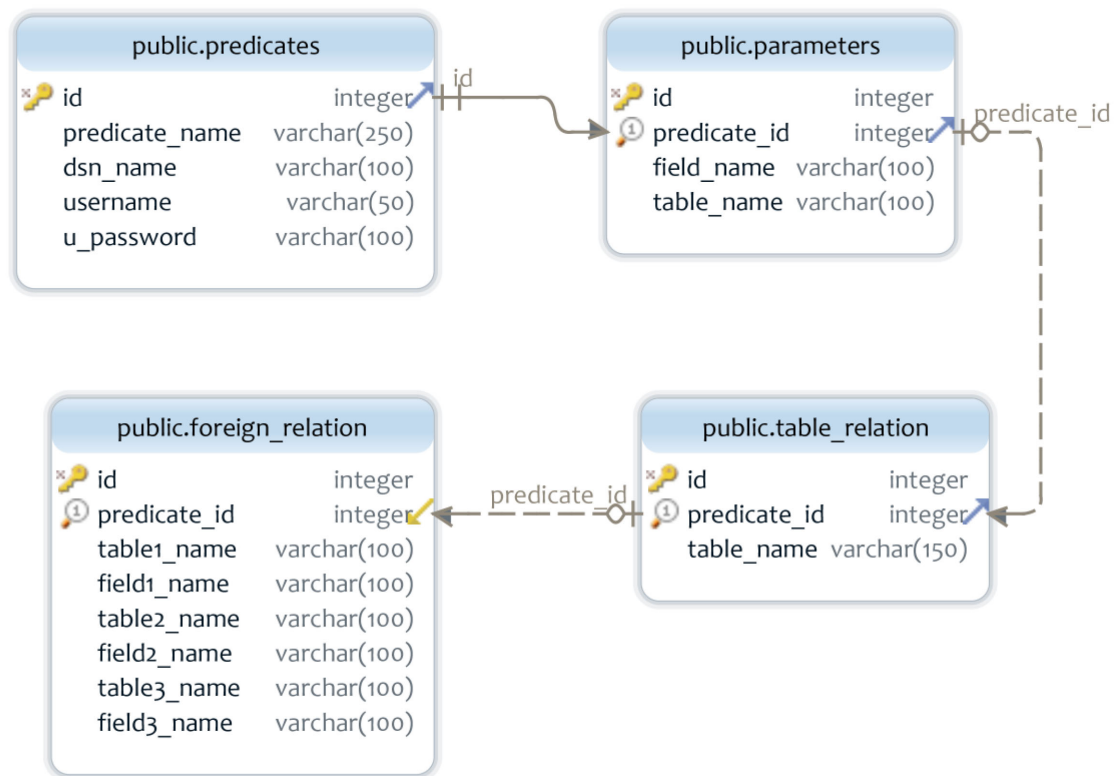 public.predicates
id integer
predicate_name varchar(250)
dsn_name varchar(100)
username varchar(50)
u_password varchar(100)
id
public.parameters
id integer
predicate_id integer
field_name varchar(100)
table_name varchar(100)
predicate_id
public.foreign_relation
id integer
predicate_id integer
table1_name varchar(100)
field1_name varchar(100)
table2_name varchar(100)
field2_name varchar(100)
table3_name varchar(100)
field3_name varchar(100)
predicate_id
public.table_relation
id integer
1 predicate_id integer
table_name varchar(150)